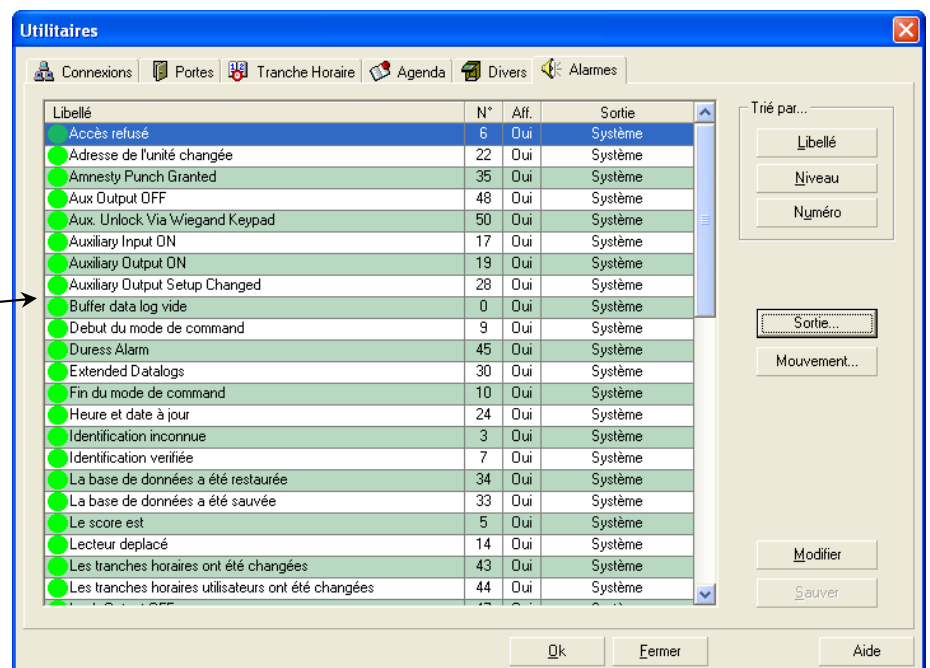 Utilitaires
Connexions Portes Tranche Horaire Agenda Divers Alarmes
Libellé N° Aff. Sortie
Accès refusé 6 Oui Système
Adresse de l'unité changée 22 Oui Système
Amnesty Punch Granted 35 Oui Système
Aux Output OFF 48 Oui Système
Aux. Unlock Via Wiegand Keypad 50 Oui Système
Auxiliary Input ON 17 Oui Système
Auxiliary Output ON 19 Oui Système
Auxiliary Output Setup Changed 28 Oui Système
Buffer data log vide 0 Oui Système
Debut du mode de command 9 Oui Système
Duress Alarm 45 Oui Système
Extended Datalogs 30 Oui Système
Fin du mode de command 10 Oui Système
Heure et date à jour 24 Oui Système
Identification inconnue 3 Oui Système
Identification verifiée 7 Oui Système
La base de données a été restaurée 34 Oui Système
La base de données a été sauvée 33 Oui Système
Le score est 5 Oui Système
Lecteur deplacé 14 Oui Système
Les tranches horaires ont été changées 43 Oui Système
Les tranches horaires utilisateurs ont été changées 44 Oui Système
Trié par...
Libellé
Niveau
Numéro
Sortie...
Mouvement...
Modifier
Sauver
Ok Fermer Aide